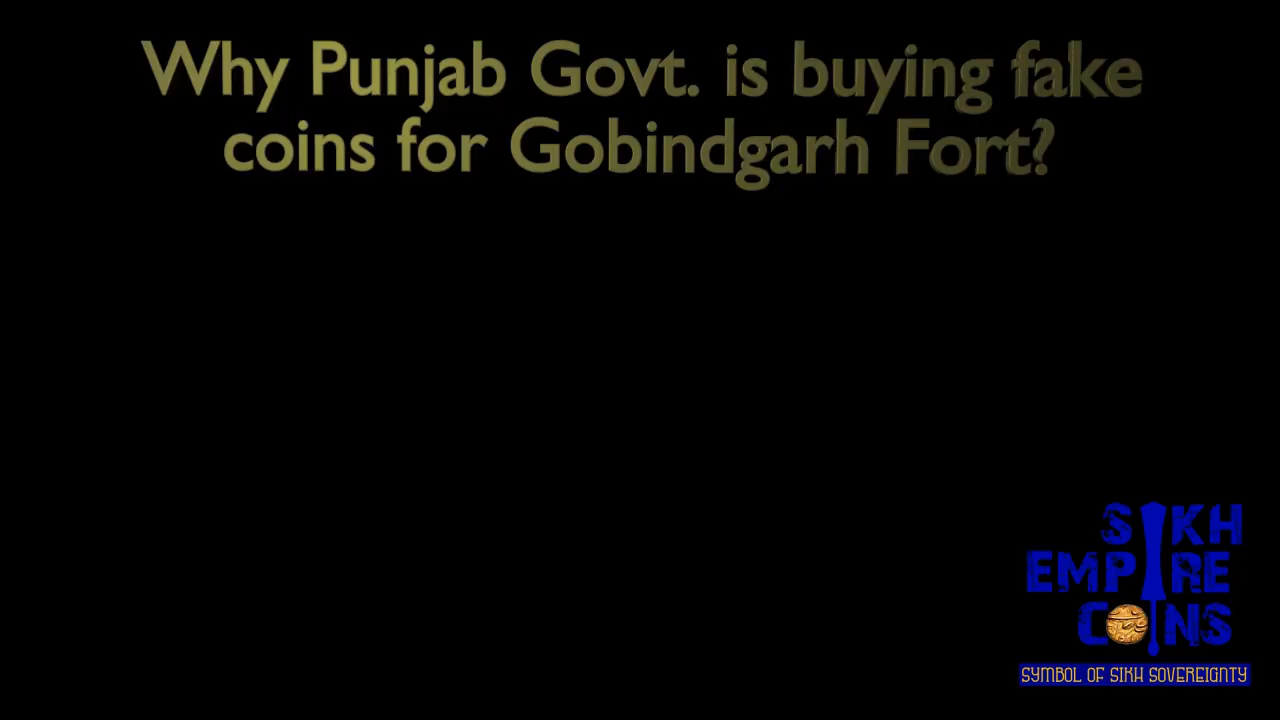 Why Punjab Govt. is buying fake
coins for Gobindgarh Fort?
SIKH
EMPIRE
COINS
SYMBOL OF SIKH SOVEREIGNTY